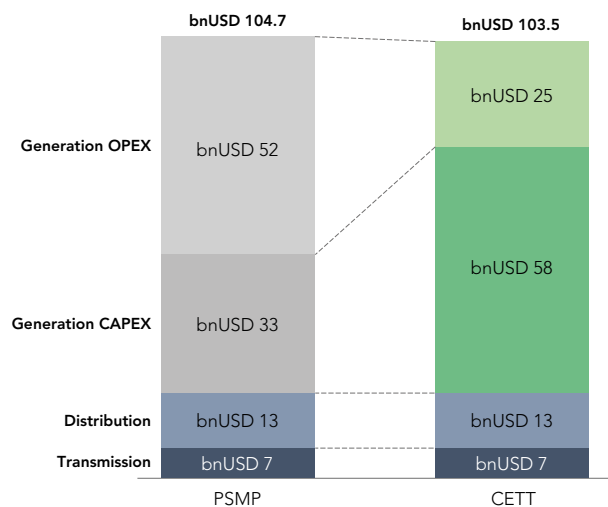 bnUSD 104.7
bnUSD 103.5
bnUSD 25
Generation OPEX
bnUSD 52
bnUSD 58
Generation CAPEX
bnUSD 33
Distribution
bnUSD 13
bnUSD 13
Transmission
bnUSD 7
bnUSD 7
PSMP
CETT